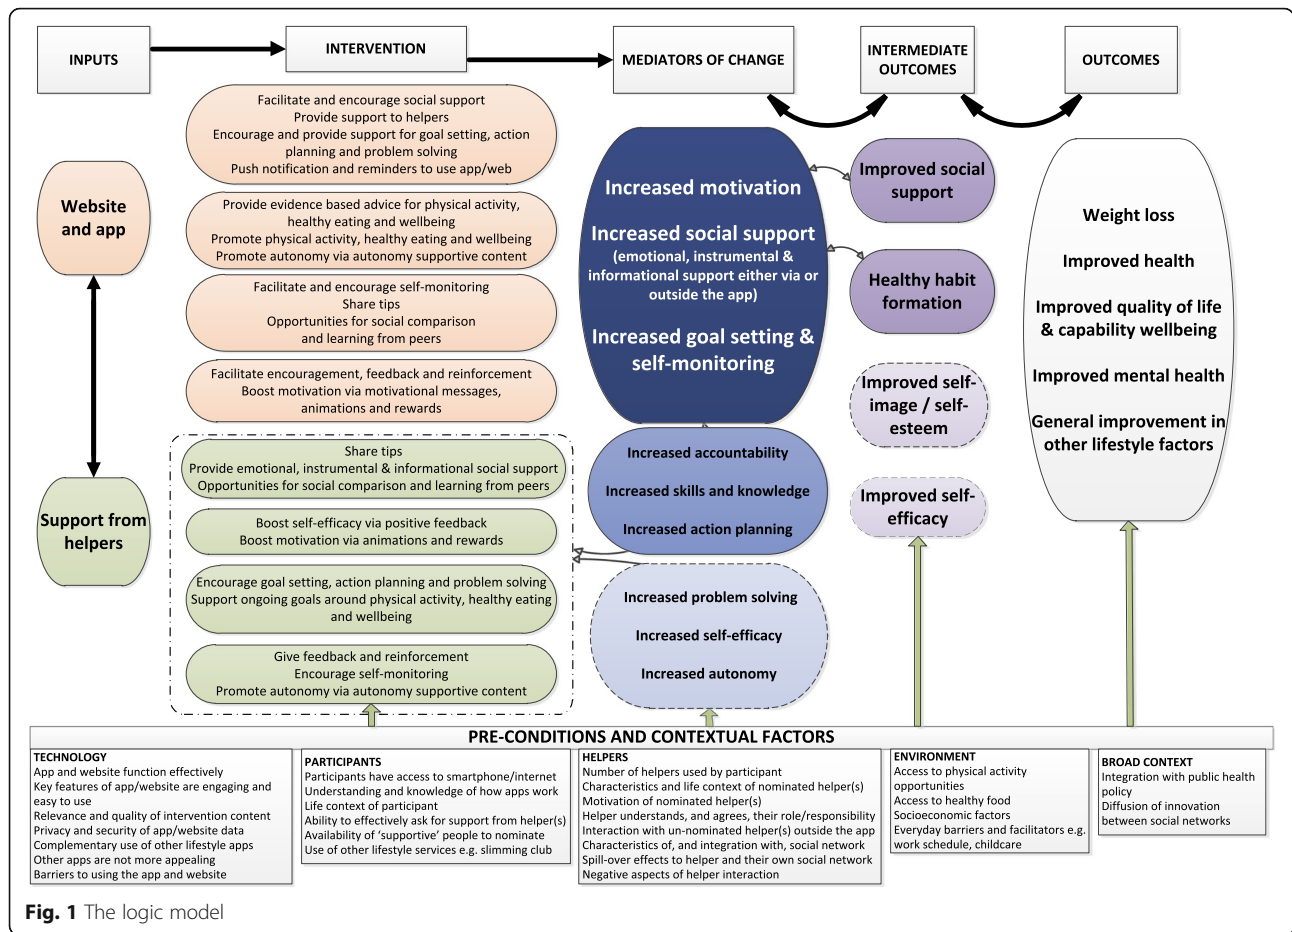 INPUTS
INTERVENTION
MEDIATORS OF CHANGE
INTERMEDIATE
OUTCOMES
OUTCOMES
Website
and app
Support from
helpers
Facilitate and encourage social support
Provide support to helpers
Encourage and provide support for goal setting, action
planning and problem solving
Push notification and reminders to use app/web
Provide evidence based advice for physical activity,
healthy eating and wellbeing
Promote physical activity, healthy eating and wellbeing
Promote autonomy via autonomy supportive content
Facilitate and encourage self-monitoring
Share tips
Opportunities for social comparison
and learning from peers
Facilitate encouragement, feedback and reinforcement
Boost motivation via motivational messages,
animations and rewards
Share tips
Provide emotional, instrumental & informational social support
Opportunities for social comparison and learning from peers
Boost self-efficacy via positive feedback
Boost motivation via animations and rewards
Encourage goal setting, action planning and problem solving
Support ongoing goals around physical activity, healthy eating
and wellbeing
Give feedback and reinforcement
Encourage self-monitoring
Promote autonomy via autonomy supportive content
Increased motivation
Increased social support
(emotional, instrumental &
informational support either via or
outside the app)
Increased goal setting &
self-monitoring
Increased accountability
Increased skills and knowledge
Increased action planning
Increased problem solving
Increased self-efficacy
Increased autonomy
Improved social
support
Healthy habit
formation
Improved self-
image / self-
esteem
Improved self-
efficacy
Weight loss
Improved health
Improved quality of life
& capability wellbeing
Improved mental health
General improvement in
other lifestyle factors
PRE-CONDITIONS AND CONTEXTUAL FACTORS
TECHNOLOGY
App and website function effectively
Key features of app/website are engaging and
easy to use
Relevance and quality of intervention content
Privacy and security of app/website data
Complementary use of other lifestyle apps
Other apps are not more appealing
Barriers to using the app and website
PARTICIPANTS
Participants have access to smartphone/internet
Understanding and knowledge of how apps work
Life context of participant
Ability to effectively ask for support from helper(s)
Availability of ‘supportive’ people to nominate
Use of other lifestyle services e.g. slimming club
HELPERS
Number of helpers used by participant
Characteristics and life context of nominated helper(s)
Motivation of nominated helper(s)
Helper understands, and agrees, their role/responsibility
Interaction with un-nominated helper(s) outside the app
Characteristics of, and integration with, social network
Spill-over effects to helper and their own social network
Negative aspects of helper interaction
ENVIRONMENT
Access to physical activity
opportunities
Access to healthy food
Socioeconomic factors
Everyday barriers and facilitators e.g.
work schedule, childcare
BROAD CONTEXT
Integration with public health
policy
Diffusion of innovation
between social networks
Fig. 1 The logic model